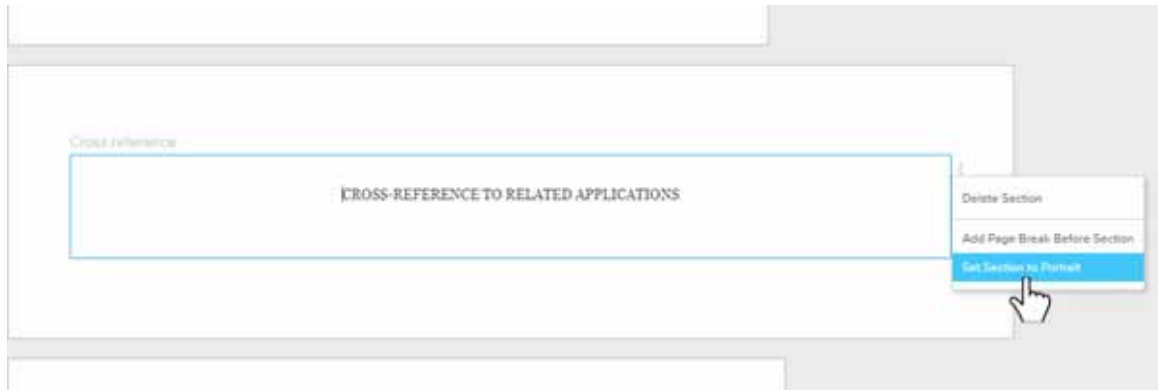 Cross reference
CROSS-REFERENCE TO RELATED APPLICATIONS
Delete Section
Add Page Break Before Section
Set Section to Portrait